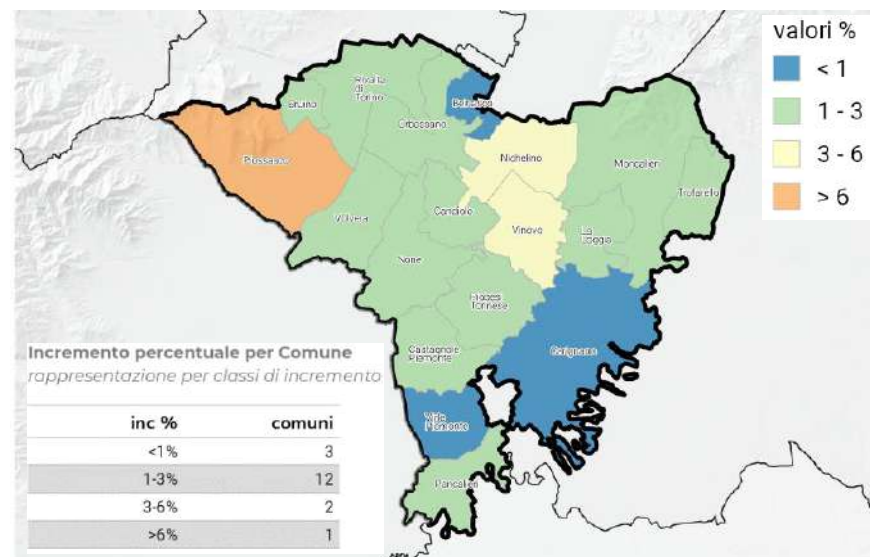 valori %
< 1
1 - 3
3 - 6
> 6
Rivalta
di
Torino
Bruino
Beinasco
Orbassano
Piossasco
Nichelino
Moncalieri
Trofarello
Candiolo
Volvera
Vinovo
La
Loggia
None
Piobesi
Torinese
Castagnole
Piemonte
Carignano
Virle
Piemonte
Pancalieri
Incremento percentuale per Comune
rappresentazione per classi di incremento
inc % comuni
<1% 3
1-3% 12
3-6% 2
>6% 1